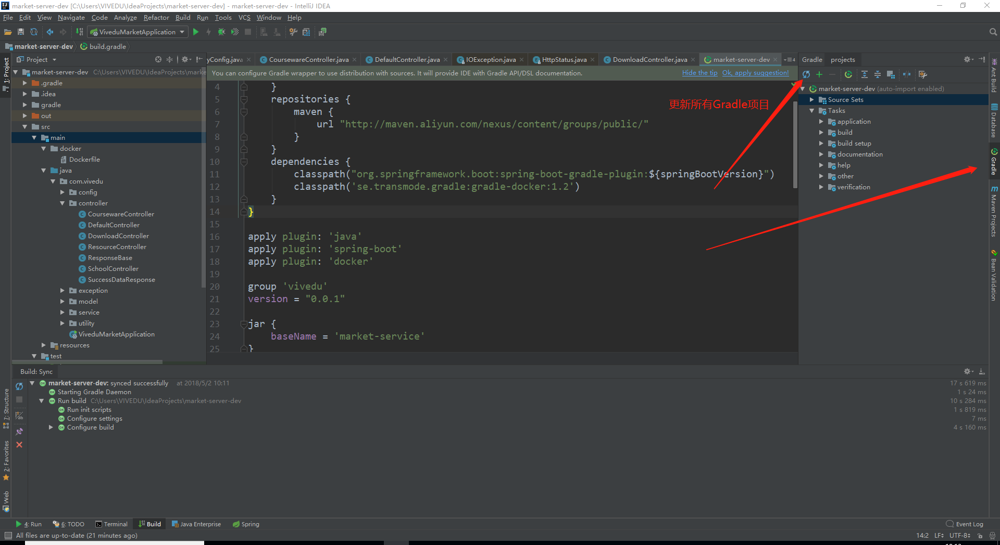 market-server-dev [C:\Users\VIVEDU\IdeaProjects\market-server-dev] - market-server-dev - IntelliJ IDEA
File Edit View Navigate Code Analyze Refactor Build Run Tools VCS Window Help
ViveduMarketApplication
market-server-dev build.gradle
Project
yConfig.java CoursewareController.java DefaultController.java IOException.java HttpStatus.java DownloadController.java market-server-dev
Gradle projects
You can configure Gradle wrapper to use distribution with sources. It will provide IDE with Gradle API/DSL documentation. Hide the tip Ok, apply suggestion!
1: Project
7: Structure
2: Favorites
Web
market-server-dev C:\Users\VIVEDU\IdeaProjects\marke
.gradle
.idea
gradle
out
src
main
docker
Dockerfile
java
com.vivedu
config
controller
CoursewareController
DefaultController
DownloadController
ResourceController
ResponseBase
SchoolController
SuccessDataResponse
exception
model
service
utility
ViveduMarketApplication
resources
test
4 }
5 repositories {
6 maven {
7 url "http://maven.aliyun.com/nexus/content/groups/public/"
8 }
9 }
10 dependencies {
11 classpath("org.springframework.boot:spring-boot-gradle-plugin:${springBootVersion}")
12 classpath('se.transmode.gradle:gradle-docker:1.2')
13 }
14 }
15
16 apply plugin: 'java'
17 apply plugin: 'spring-boot'
18 apply plugin: 'docker'
19
20 group 'vivedu'
21 version = "0.0.1"
22
23 jar {
24 baseName = 'market-service'
25 }
更新所有Gradle项目
market-server-dev (auto-import enabled)
Source Sets
Tasks
application
build
build setup
documentation
help
other
verification
Ant Build
Database
Gradle
Maven Projects
Bean Validation
Build: Sync
market-server-dev: synced successfully at 2018/5/2 10:11 17 s 619 ms
Starting Gradle Daemon 1 s 24 ms
Run build C:\Users\VIVEDU\IdeaProjects\market-server-dev 10 s 284 ms
Run init scripts 1 s 819 ms
Configure settings 7 ms
Configure build 4 s 160 ms
4: Run 6: TODO Terminal Build Java Enterprise Spring Event Log
All files are up-to-date (21 minutes ago) 14:2 LF UTF-8